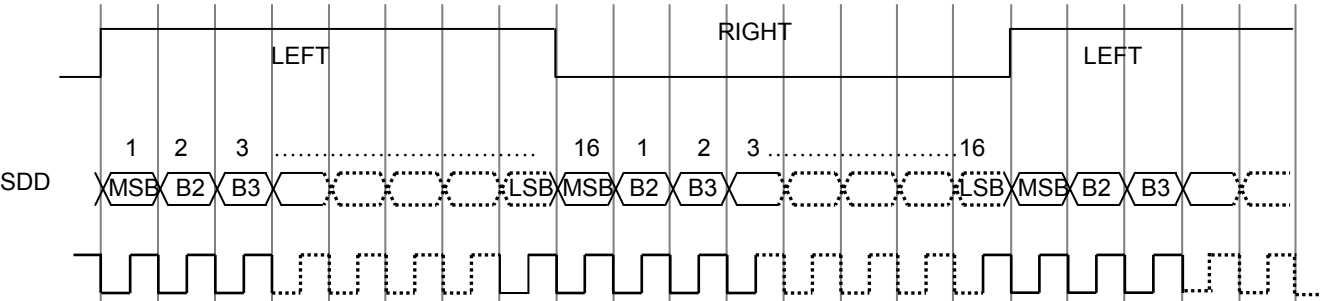 RIGHT
LEFT LEFT
1 2 3 ........................................ 16 1 2 3 ............................16
SDD MSB B2 B3 LSB MSB B2 B3 LSB MSB B2 B3